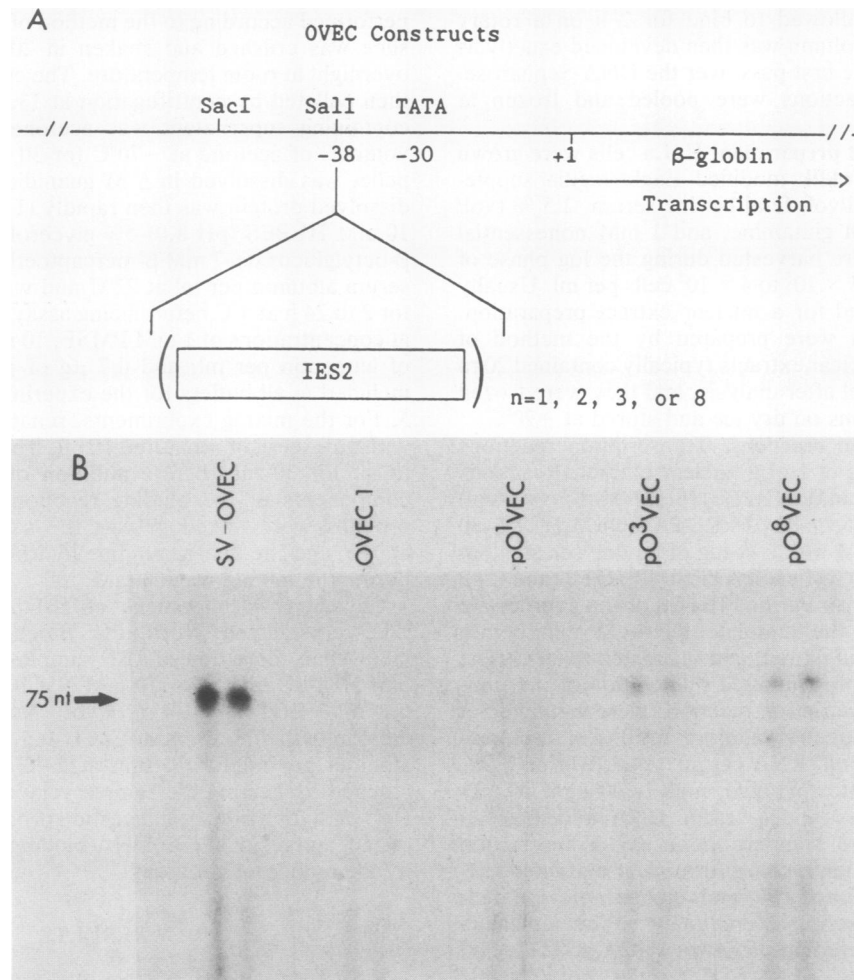 A
OVEC Constructs
SacI SalI TATA
-38 -30 +1 β-globin
Transcription
IES2
n=1, 2, 3, or 8
B
SV-OVEC
OVEC-1
pO¹VEC
pO³VEC
pO⁸VEC
75 nt